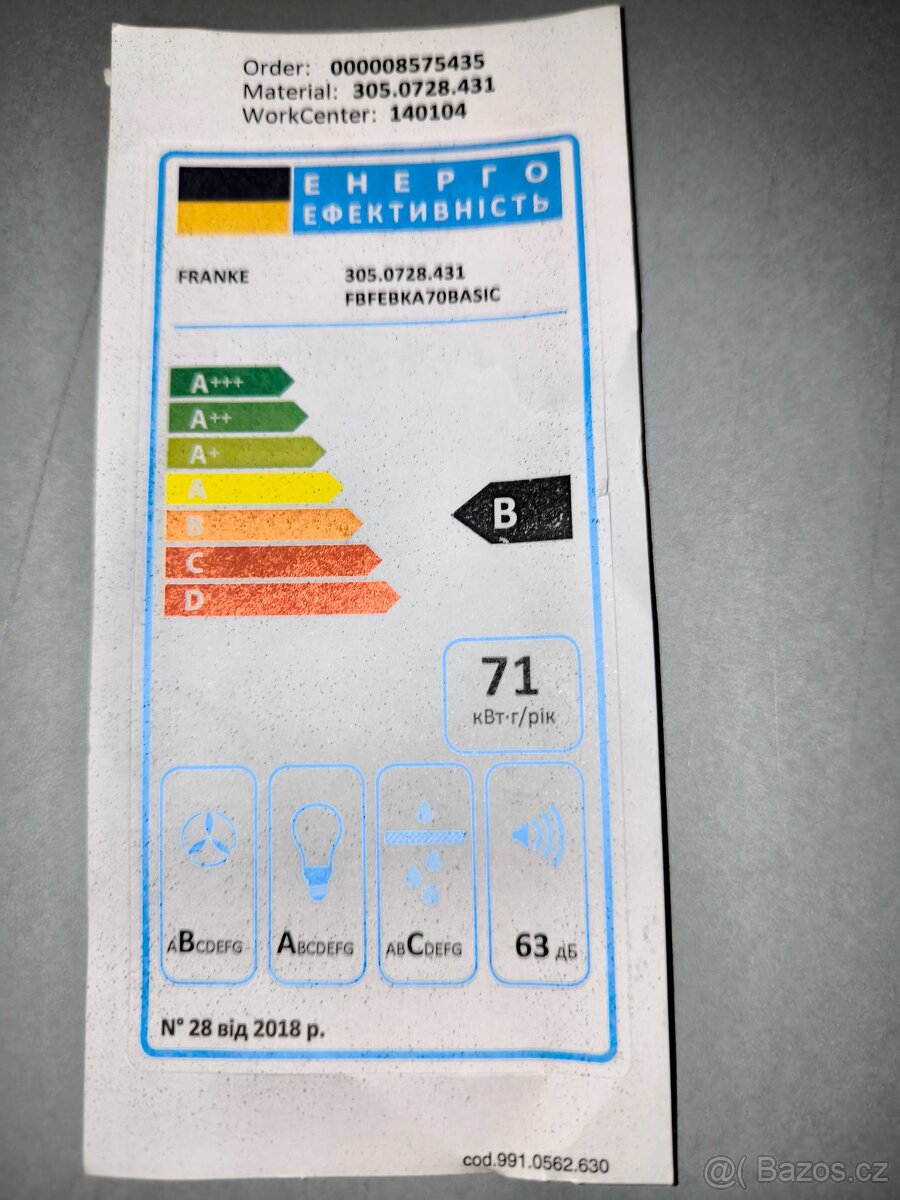 Order: 000008575435
Material: 305.0728.431
WorkCenter: 140104
ЕНЕРГО
ЕФЕКТИВНІСТЬ
FRANKE 305.0728.431
FBFEBKA70BASIC
A+++
A++
A+
A
B
B
C
D
71
кВт·г/рік
ABCDEFG ABCDEFG ABCDEFG 63 дБ
N° 28 від 2018 р.
cod.991.0562.630
@( Bazos.cz